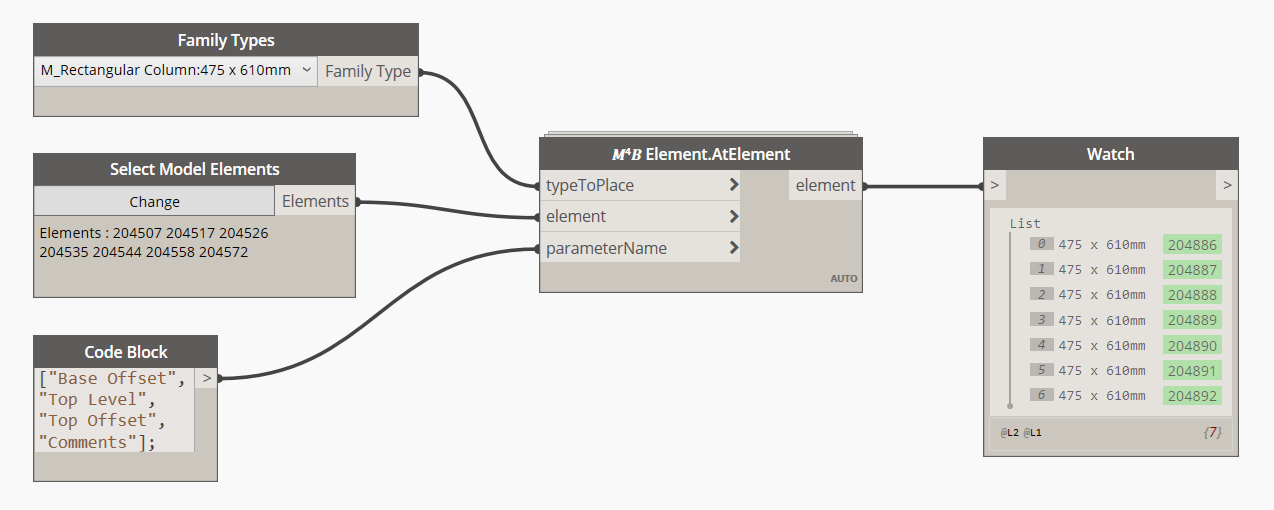 Family Types
M_Rectangular Column:475 x 610mm
Family Type
Select Model Elements
Change
Elements
Elements : 204507 204517 204526
204535 204544 204558 204572
Code Block
["Base Offset",
"Top Level",
"Top Offset",
"Comments"];
>
M⁴B Element.AtElement
typeToPlace
element
parameterName
element
AUTO
Watch
> >
List
0 475 x 610mm 204886
1 475 x 610mm 204887
2 475 x 610mm 204888
3 475 x 610mm 204889
4 475 x 610mm 204890
5 475 x 610mm 204891
6 475 x 610mm 204892
@L2 @L1 {7}